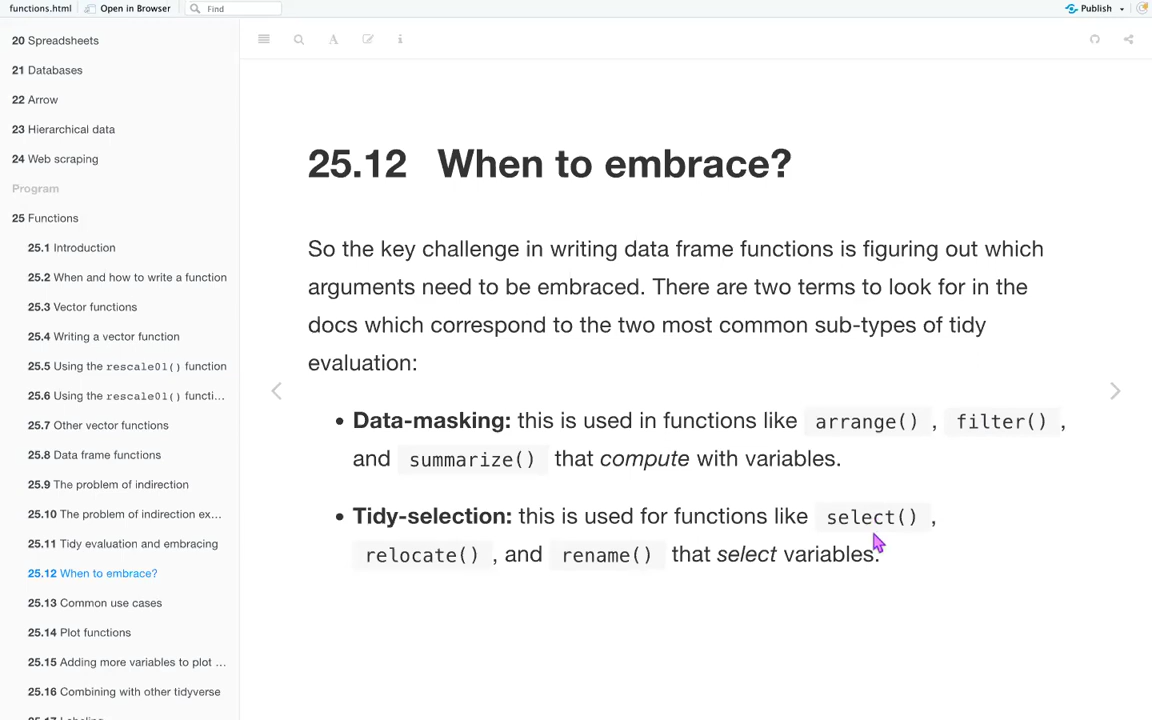 functions.html Open in Browser Find Publish
20 Spreadsheets
21 Databases
22 Arrow
23 Hierarchical data
24 Web scraping
Program
25 Functions
25.1 Introduction
25.2 When and how to write a function
25.3 Vector functions
25.4 Writing a vector function
25.5 Using the rescale01() function
25.6 Using the rescale01() functi...
25.7 Other vector functions
25.8 Data frame functions
25.9 The problem of indirection
25.10 The problem of indirection ex...
25.11 Tidy evaluation and embracing
25.12 When to embrace?
25.13 Common use cases
25.14 Plot functions
25.15 Adding more variables to plot ...
25.16 Combining with other tidyverse
25.17 Labeling
25.12 When to embrace?
So the key challenge in writing data frame functions is figuring out which
arguments need to be embraced. There are two terms to look for in the
docs which correspond to the two most common sub-types of tidy
evaluation:
• Data-masking: this is used in functions like arrange() , filter() ,
and summarize() that compute with variables.
• Tidy-selection: this is used for functions like select() ,
relocate() , and rename() that select variables.